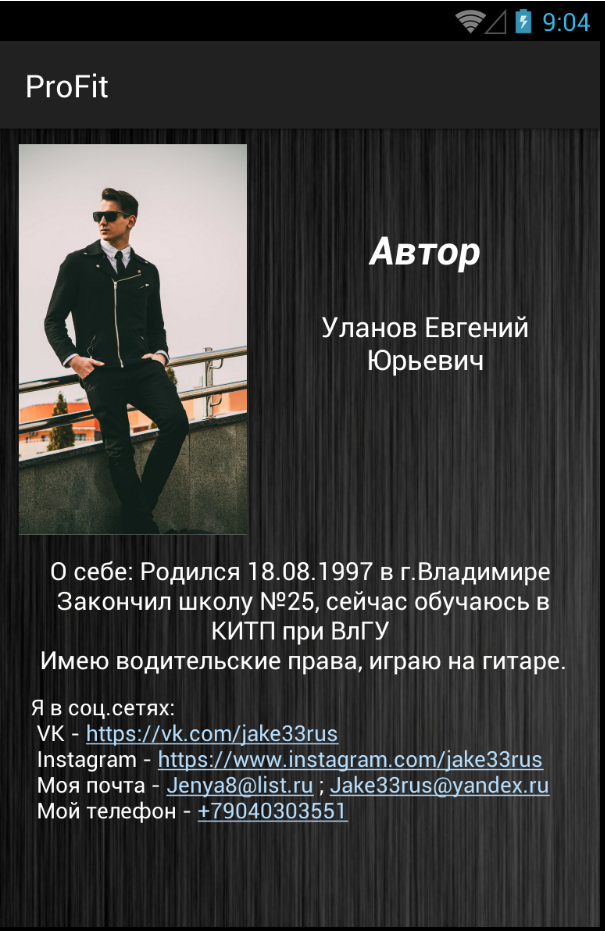 9:04
ProFit
Автор
Уланов Евгений
Юрьевич
О себе: Родился 18.08.1997 в г.Владимире
Закончил школу №25, сейчас обучаюсь в
КИТП при ВлГУ
Имею водительские права, играю на гитаре.
Я в соц.сетях:
VK - https://vk.com/jake33rus
Instagram - https://www.instagram.com/jake33rus
Моя почта - Jenya8@list.ru ; Jake33rus@yandex.ru
Мой телефон - +79040303551